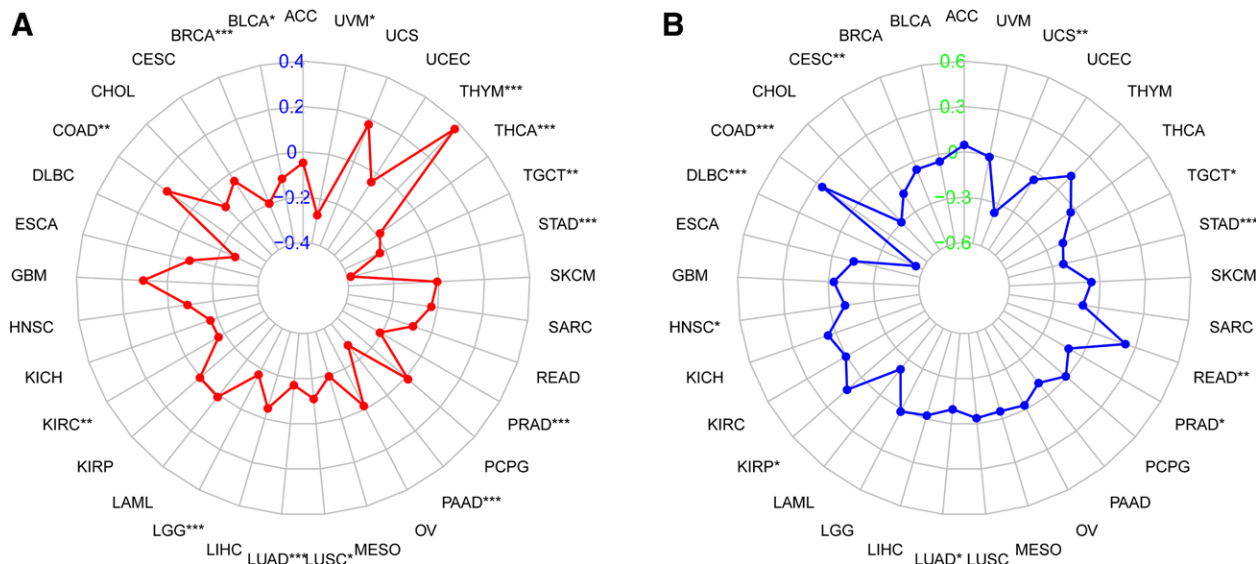 A
ACC
UVM*
UCS
UCEC
THYM***
THCA***
TGCT**
STAD***
SKCM
SARC
READ
PRAD***
PCPG
PAAD***
OV
MESO
LUSC*
LUAD***
LIHC
LGG***
LAML
KIRP
KIRC**
KICH
HNSC
GBM
ESCA
DLBC
COAD**
CHOL
CESC
BRCA***
BLCA*
0.4
0.2
0
−0.2
−0.4
B
ACC
UVM
UCS**
UCEC
THYM
THCA
TGCT*
STAD***
SKCM
SARC
READ**
PRAD*
PCPG
PAAD
OV
MESO
LUSC
LUAD*
LIHC
LGG
LAML
KIRP*
KIRC
KICH
HNSC*
GBM
ESCA
DLBC***
COAD***
CHOL
CESC**
BRCA
BLCA
0.6
0.3
0
−0.3
−0.6